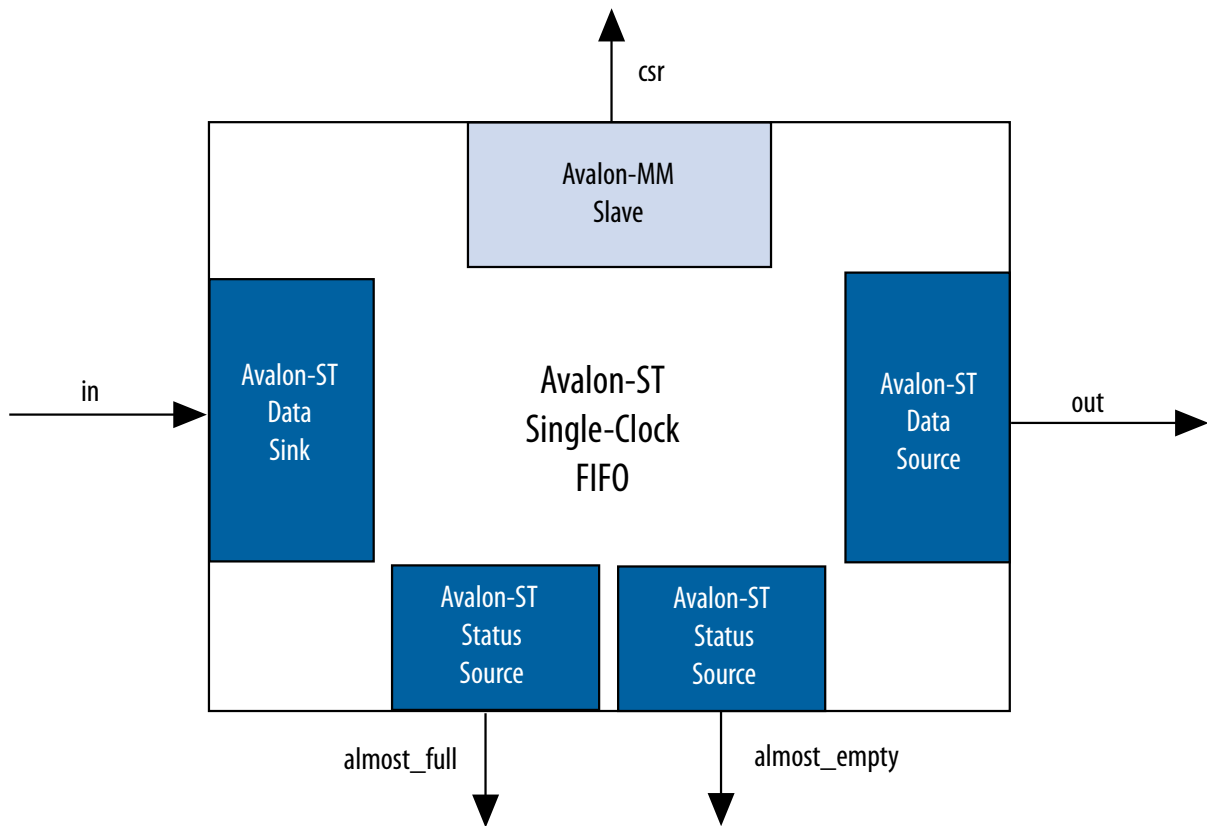 csr
Avalon-MM
Slave
in
Avalon-ST
Data
Sink
Avalon-ST
Single-Clock
FIFO
Avalon-ST
Data
Source
out
Avalon-ST
Status
Source
Avalon-ST
Status
Source
almost_full
almost_empty